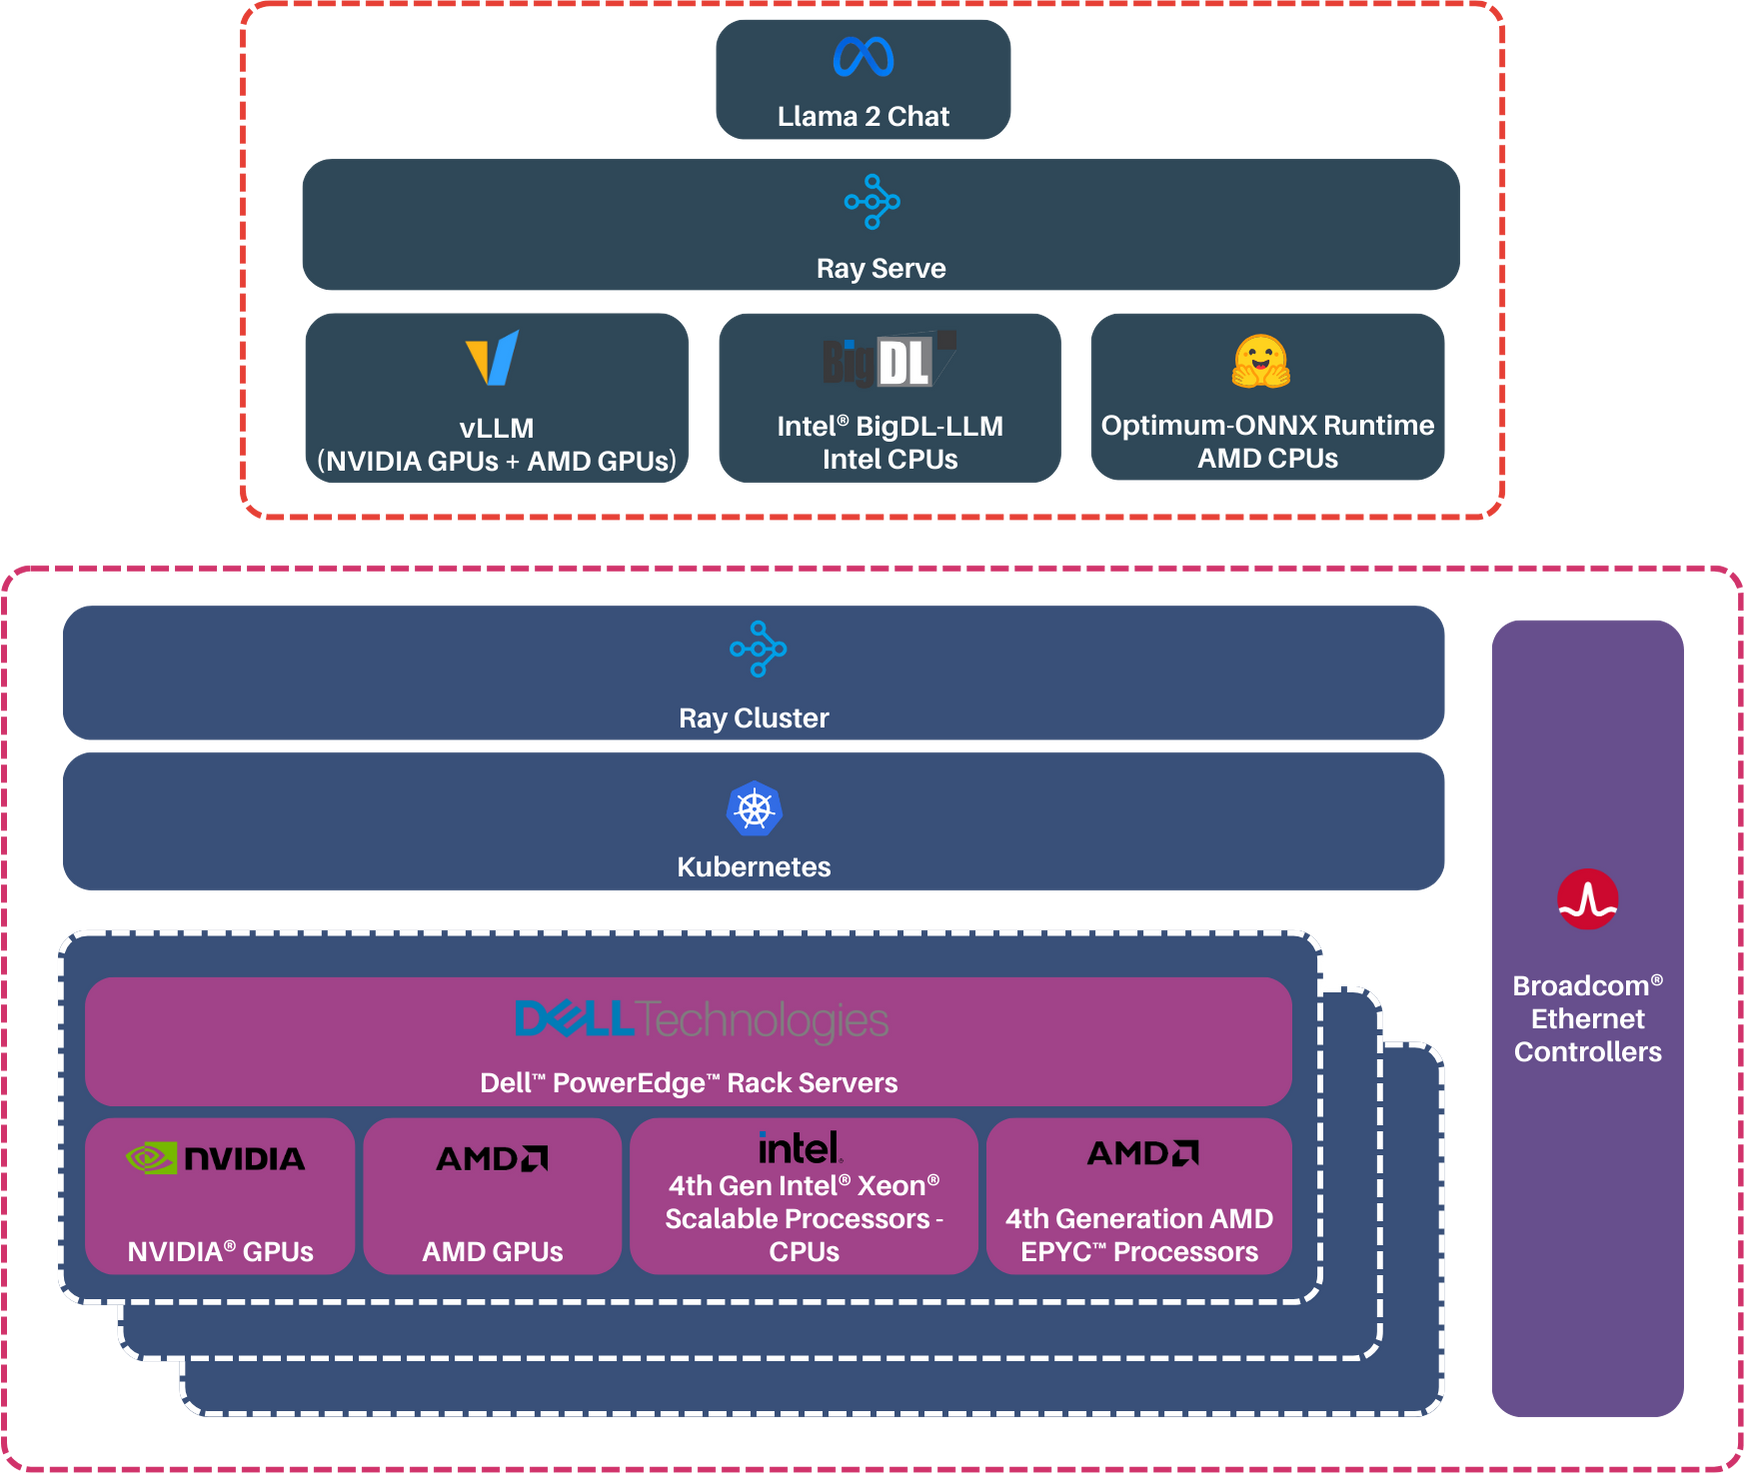 Llama 2 Chat
Ray Serve
vLLM
(NVIDIA GPUs + AMD GPUs)
BigDL
Intel® BigDL-LLM
Intel CPUs
Optimum-ONNX Runtime
AMD CPUs
Ray Cluster
Kubernetes
DELL Technologies
Dell™ PowerEdge™ Rack Servers
NVIDIA
NVIDIA® GPUs
AMD
AMD GPUs
intel.
4th Gen Intel® Xeon®
Scalable Processors -
CPUs
AMD
4th Generation AMD
EPYC™ Processors
Broadcom®
Ethernet
Controllers